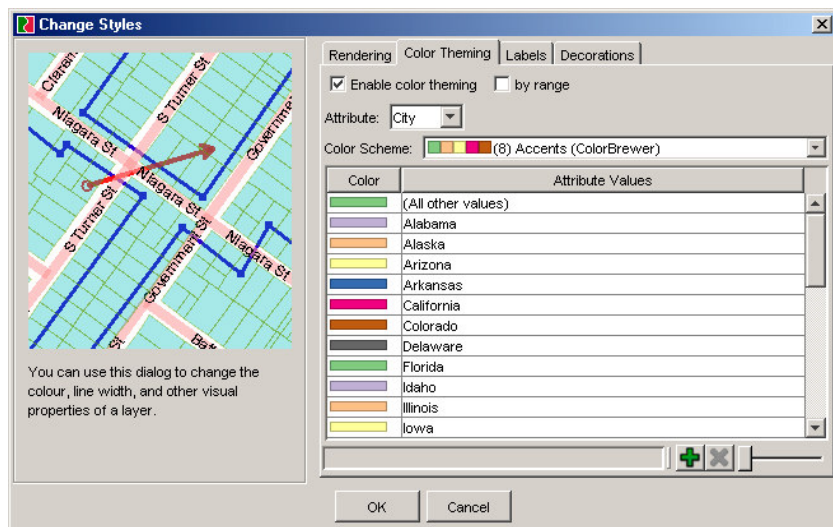 Change Styles
Rendering
Color Theming
Labels
Decorations
Enable color theming
by range
Attribute:
City
Color Scheme:
(8) Accents (ColorBrewer)
Color
Attribute Values
(All other values)
Alabama
Alaska
Arizona
Arkansas
California
Colorado
Delaware
Florida
Idaho
Illinois
Iowa
Niagara St
S Turner St
Niagara St
S Turner St
Government St
Niagara St
St
You can use this dialog to change the
colour, line width, and other visual
properties of a layer.
OK
Cancel